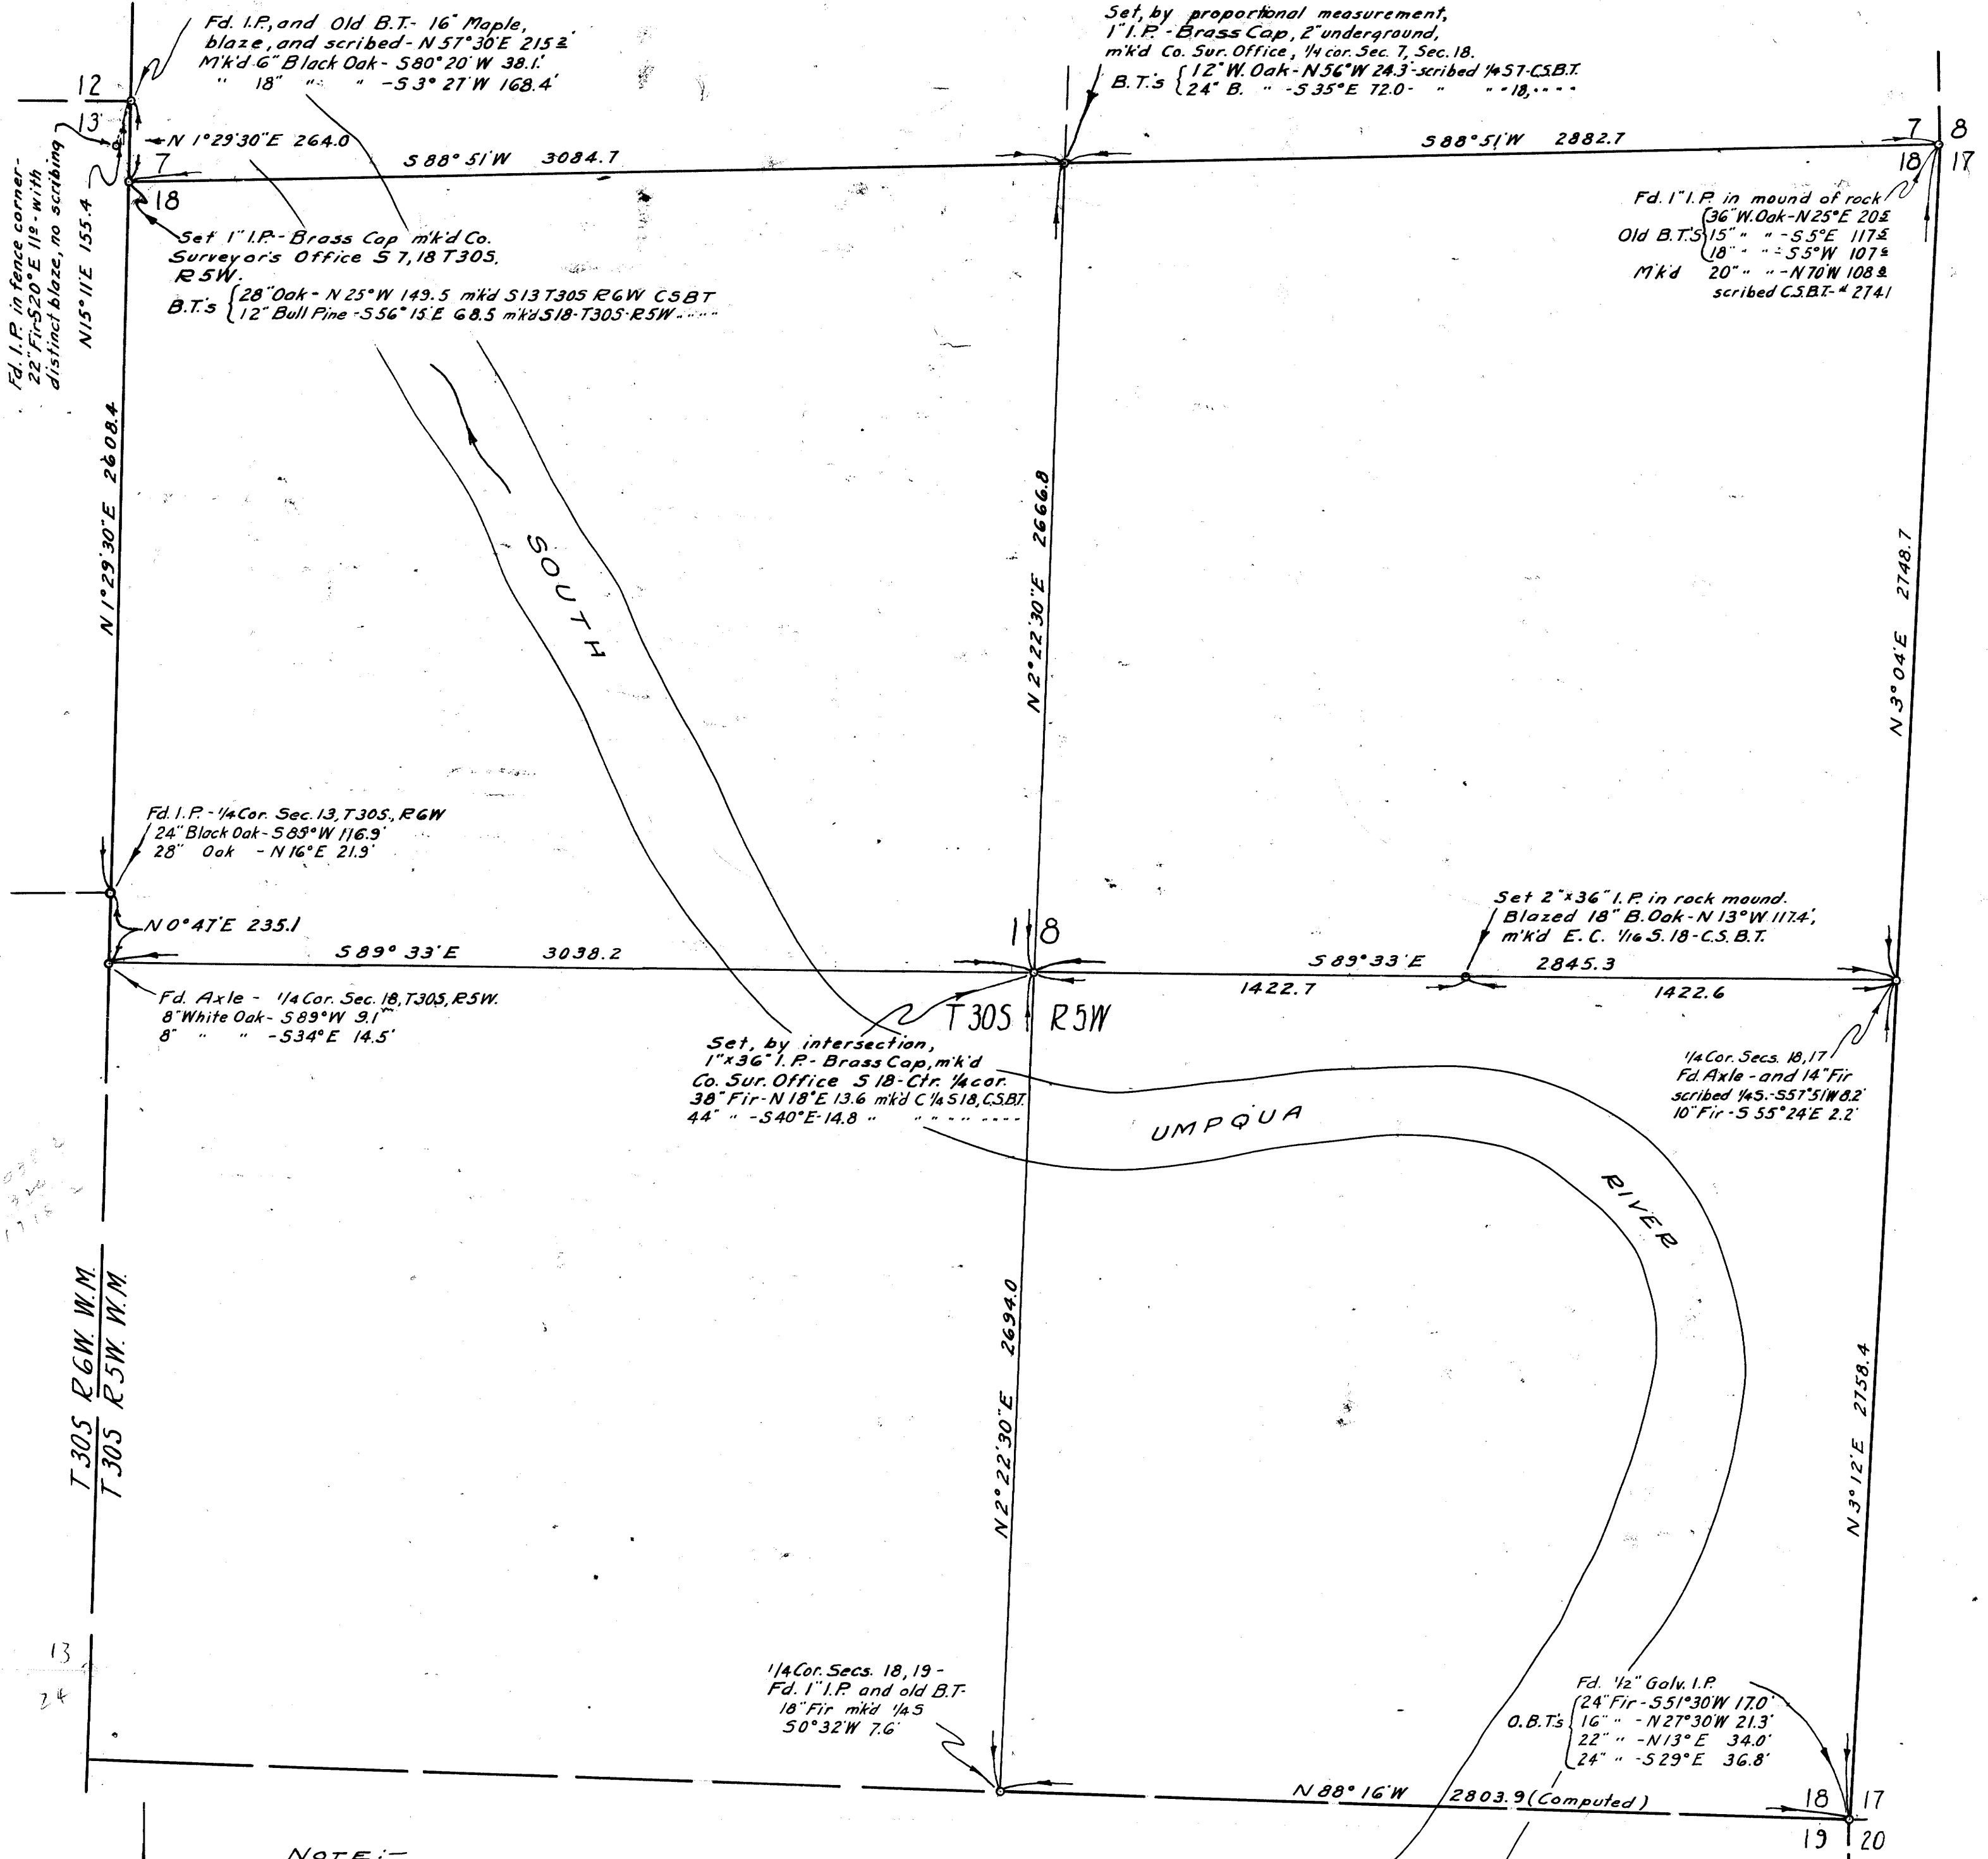 Fd. I.P., and Old B.T.- 16" Maple,
blaze, and scribed - N 57°30'E 215.2'
M'k'd 6" Black Oak - S80°20'W 38.1'
" 18" " " - S 3° 27'W 168.4'
Set, by proportional measurement,
1" I.P. - Brass Cap, 2" underground,
m'k'd Co. Sur. Office, 1/4 cor. Sec. 7, Sec. 18.
B.T.'s { 12" W. Oak - N 56°W 24.3'- scribed 1/4 S7-C.S.B.T.
24" B. " - S 35°E 72.0 - " " " 18, " " " "
12
13
N 1°29'30"E 264.0
7
18
S 88° 51'W 3084.7
S 88° 51'W 2882.7
7 8
18 17
Fd. I.P. in fence corner-
22" Fir S20°E 11.9 - with
distinct blaze, no scribing
N15°11'E 155.4
Set 1" I.P. - Brass Cap m'k'd Co.
Surveyor's Office S 7, 18 T30S,
R5W.
B.T.'s { 28" Oak - N 25°W 149.5 m'k'd S13 T30S R6W CSBT
12" Bull Pine - S56°15'E 68.5 m'k'd S18-T30S-R5W " " " "
Fd. 1" I.P. in mound of rock
Old B.T.'S { 36" W. Oak - N 25°E 20.5
15" " " - S 5°E 117.5
18" " " - S 5°W 107.5
M'k'd 20" " " - N 70°W 108.8
scribed C.S.B.T. - # 2741
N 1°29'30"E 2608.4
SOUTH
N 2°22'30"E 2666.8
N 3°04'E 2748.7
Fd. I.P. - 1/4 Cor. Sec. 13, T30S., R6W
24" Black Oak - S 85°W 116.9'
28" Oak - N 16°E 21.9'
N 0°47'E 235.1
S 89° 33'E 3038.2
18
Set 2"x36" I.P. in rock mound.
Blazed 18" B. Oak - N 13°W 117.4',
m'k'd E. C. 1/16 S. 18 - C.S. B.T.
S 89°33'E 2845.3
1422.7 1422.6
Fd. Axle - 1/4 Cor. Sec. 18, T30S, R5W.
8" White Oak - S 89°W 9.1'
8" " " - S34°E 14.5'
T 30S R 5W
Set, by intersection,
1"x36" I.P. - Brass Cap, m'k'd
Co. Sur. Office S 18 - Ctr. 1/4 cor.
38" Fir - N 18°E 13.6 m'k'd C 1/4 S18, C.S.B.T.
44" " - S40°E - 14.8 " " " " " " " "
1/4 Cor. Secs. 18, 17
Fd. Axle - and 14" Fir
scribed 1/4 S. - S57°51'W 8.2'
10" Fir - S 55°24'E 2.2'
UMPQUA
RIVER
T 30S R 6W. W.M.
T 30S R 5W. W.M.
N 2°22'30"E 2694.0
N 3° 12'E 2758.4
13
24
1/4 Cor. Secs. 18, 19 -
Fd. 1" I.P. and old B.T.-
18" Fir m'k'd 1/4 S
S 0°32'W 7.6'
Fd. 1/2" Galv. I.P.
O.B.T.'s { 24" Fir - S51°30'W 17.0'
16" " - N 27°30'W 21.3'
22" " - N 13°E 34.0'
24" " - S 29°E 36.8'
N 88° 16'W 2803.9 (Computed)
18 17
19 20
NOTE:-